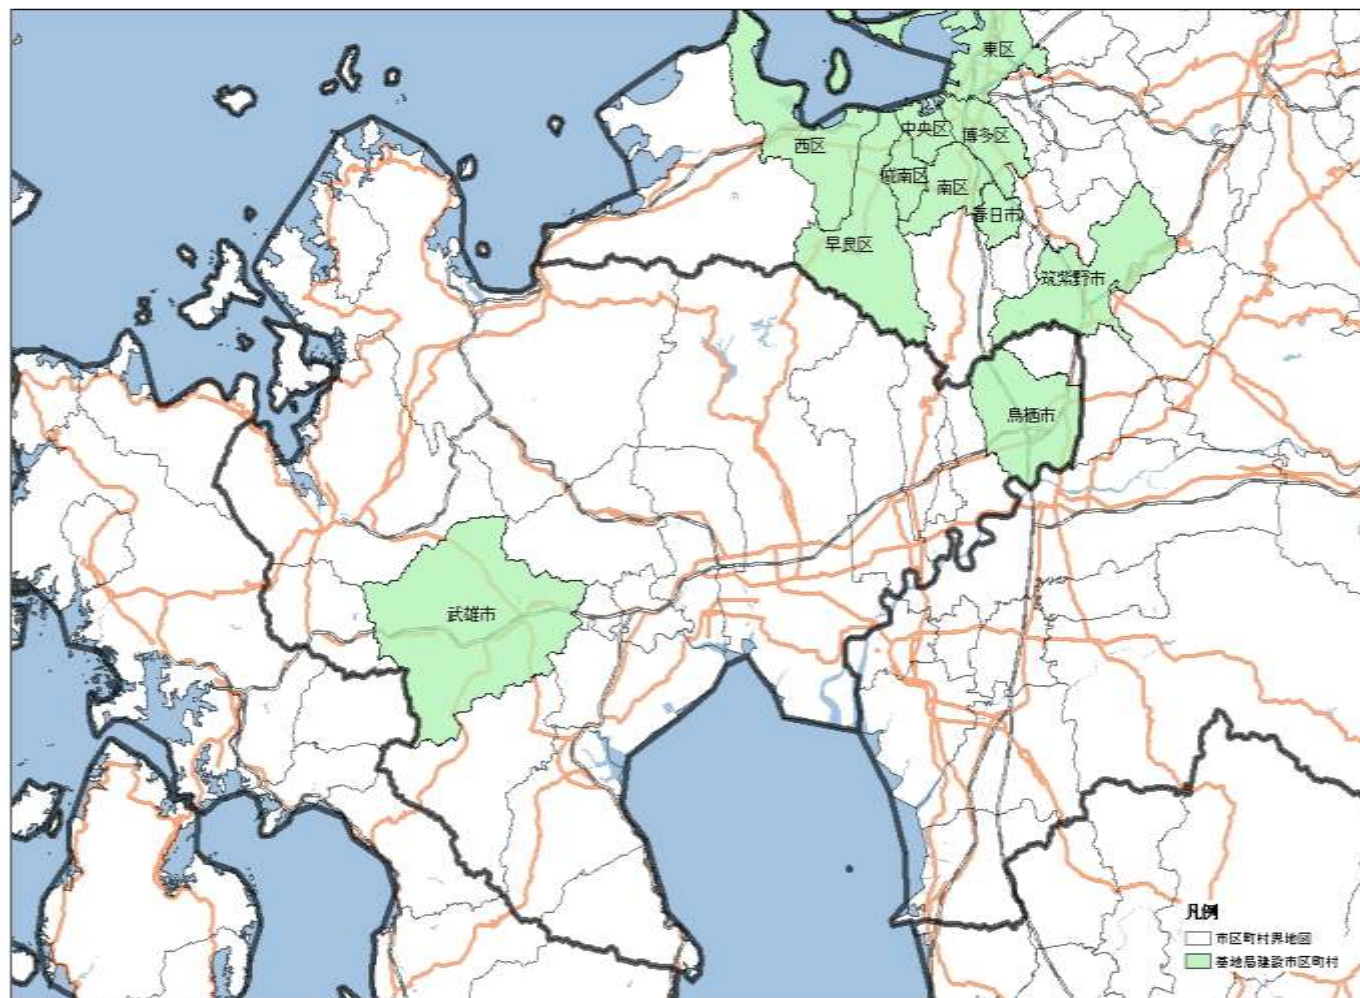 東区
中央区
博多区
西区
城南区
南区
春日市
早良区
筑紫野市
鳥栖市
武雄市
凡例
市区町村界地図
基地局建設市区町村